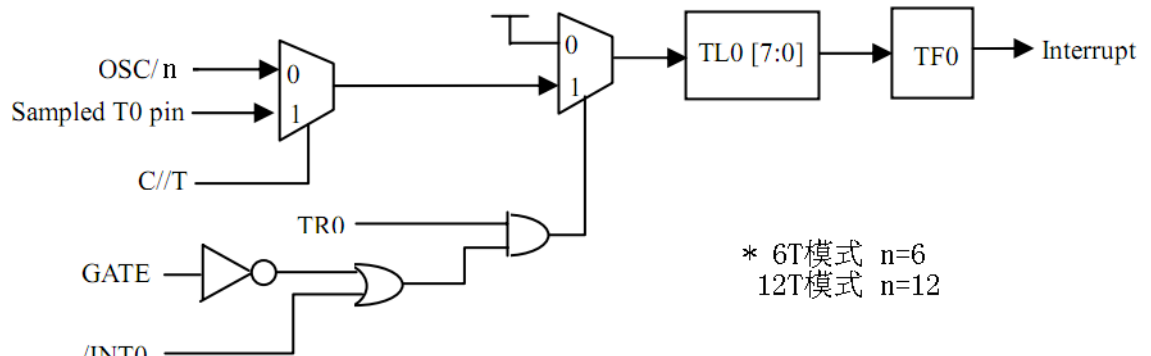 0
TL0 [7:0]
TF0
Interrupt
1
OSC/ n
0
Sampled T0 pin
1
C//T
TR0
GATE
* 6T模式 n=6
12T模式 n=12
/INT0